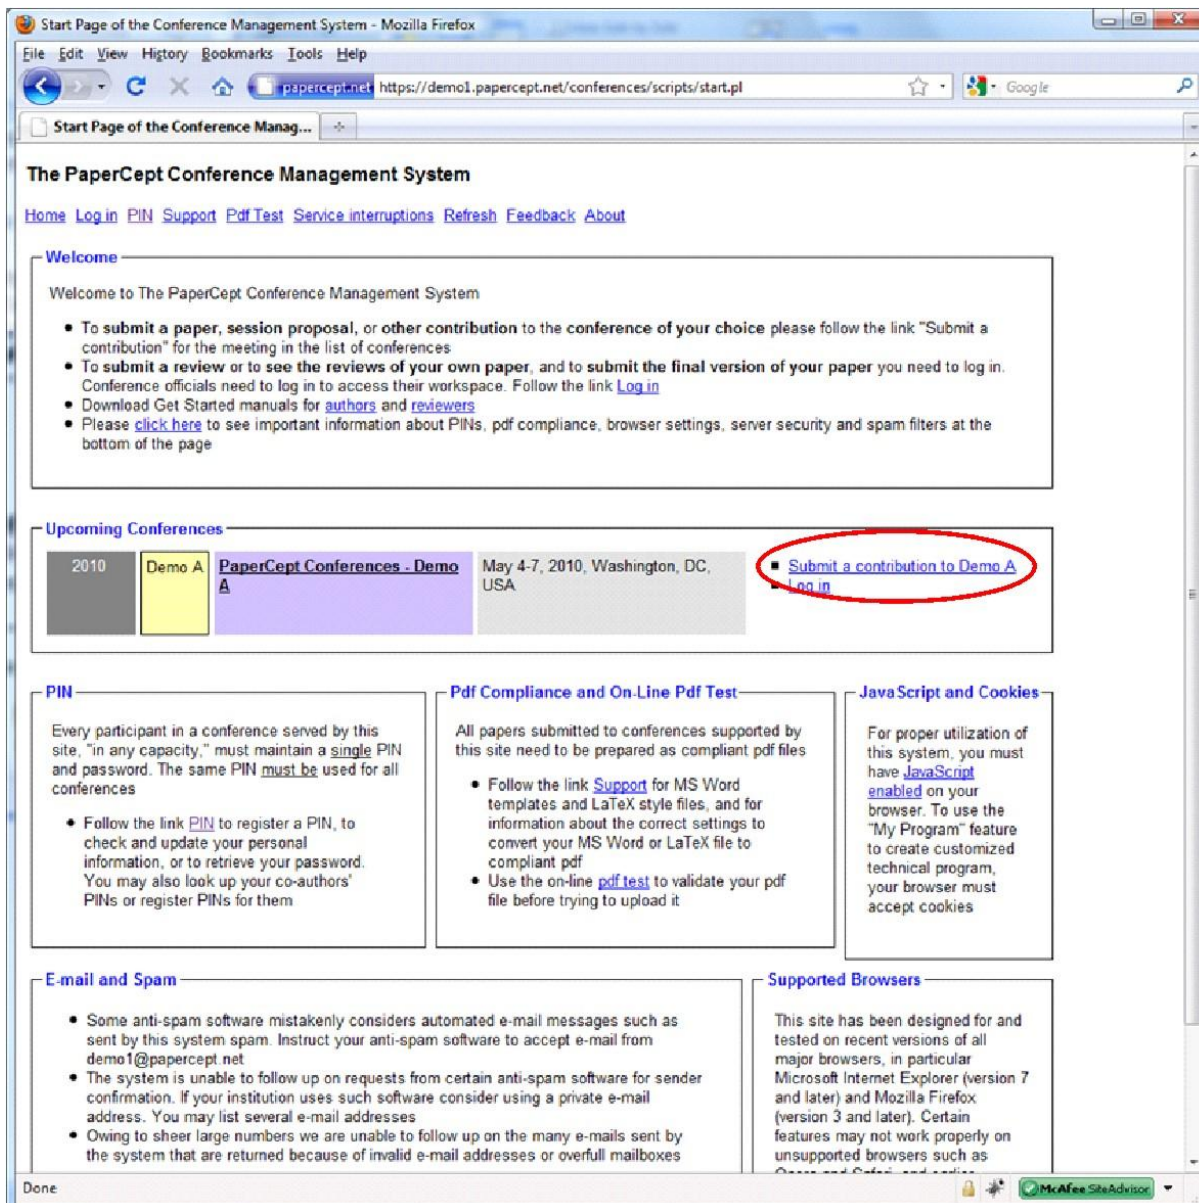 Start Page of the Conference Management System - Mozilla Firefox
File Edit View History Bookmarks Tools Help
papercept.net https://demo1.papercept.net/conferences/scripts/start.pl Google
Start Page of the Conference Manag...
The PaperCept Conference Management System
Home Log in PIN Support Pdf Test Service interruptions Refresh Feedback About
Welcome
Welcome to The PaperCept Conference Management System
To submit a paper, session proposal, or other contribution to the conference of your choice please follow the link "Submit a
contribution" for the meeting in the list of conferences
To submit a review or to see the reviews of your own paper, and to submit the final version of your paper you need to log in.
Conference officials need to log in to access their workspace. Follow the link Log in
Download Get Started manuals for authors and reviewers
Please click here to see important information about PINs, pdf compliance, browser settings, server security and spam filters at the
bottom of the page
Upcoming Conferences
2010
Demo A
PaperCept Conferences - Demo
A
May 4-7, 2010, Washington, DC,
USA
Submit a contribution to Demo A
Log in
PIN
Every participant in a conference served by this
site, "in any capacity," must maintain a single PIN
and password. The same PIN must be used for all
conferences
Follow the link PIN to register a PIN, to
check and update your personal
information, or to retrieve your password.
You may also look up your co-authors'
PINs or register PINs for them
Pdf Compliance and On-Line Pdf Test
All papers submitted to conferences supported by
this site need to be prepared as compliant pdf files
Follow the link Support for MS Word
templates and LaTeX style files, and for
information about the correct settings to
convert your MS Word or LaTeX file to
compliant pdf
Use the on-line pdf test to validate your pdf
file before trying to upload it
JavaScript and Cookies
For proper utilization of
this system, you must
have JavaScript
enabled on your
browser. To use the
"My Program" feature
to create customized
technical program,
your browser must
accept cookies
E-mail and Spam
Some anti-spam software mistakenly considers automated e-mail messages such as
sent by this system spam. Instruct your anti-spam software to accept e-mail from
demo1@papercept.net
The system is unable to follow up on requests from certain anti-spam software for sender
confirmation. If your institution uses such software consider using a private e-mail
address. You may list several e-mail addresses
Owing to sheer large numbers we are unable to follow up on the many e-mails sent by
the system that are returned because of invalid e-mail addresses or overfull mailboxes
Supported Browsers
This site has been designed for and
tested on recent versions of all
major browsers, in particular
Microsoft Internet Explorer (version 7
and later) and Mozilla Firefox
(version 3 and later). Certain
features may not work properly on
unsupported browsers such as
Done
McAfee SiteAdvisor